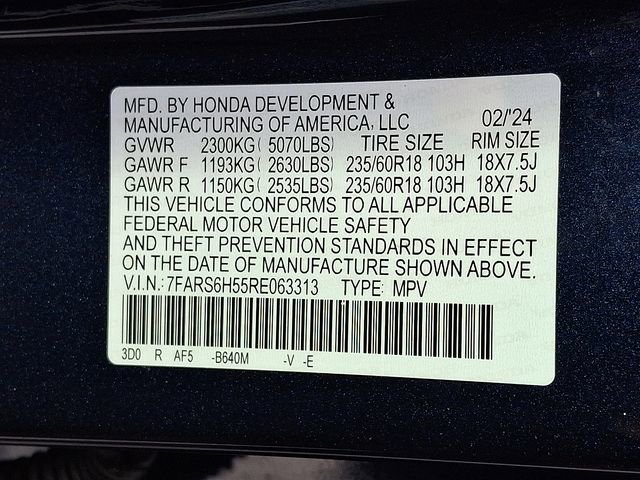 MFD. BY HONDA DEVELOPMENT &
MANUFACTURING OF AMERICA, LLC 02/'24
GVWR 2300KG( 5070LBS) TIRE SIZE RIM SIZE
GAWR F 1193KG( 2630LBS) 235/60R18 103H 18X7.5J
GAWR R 1150KG( 2535LBS) 235/60R18 103H 18X7.5J
THIS VEHICLE CONFORMS TO ALL APPLICABLE
FEDERAL MOTOR VEHICLE SAFETY
AND THEFT PREVENTION STANDARDS IN EFFECT
ON THE DATE OF MANUFACTURE SHOWN ABOVE.
V.I.N.:7FARS6H55RE063313 TYPE: MPV
3D0 R AF5 -B640M -V -E